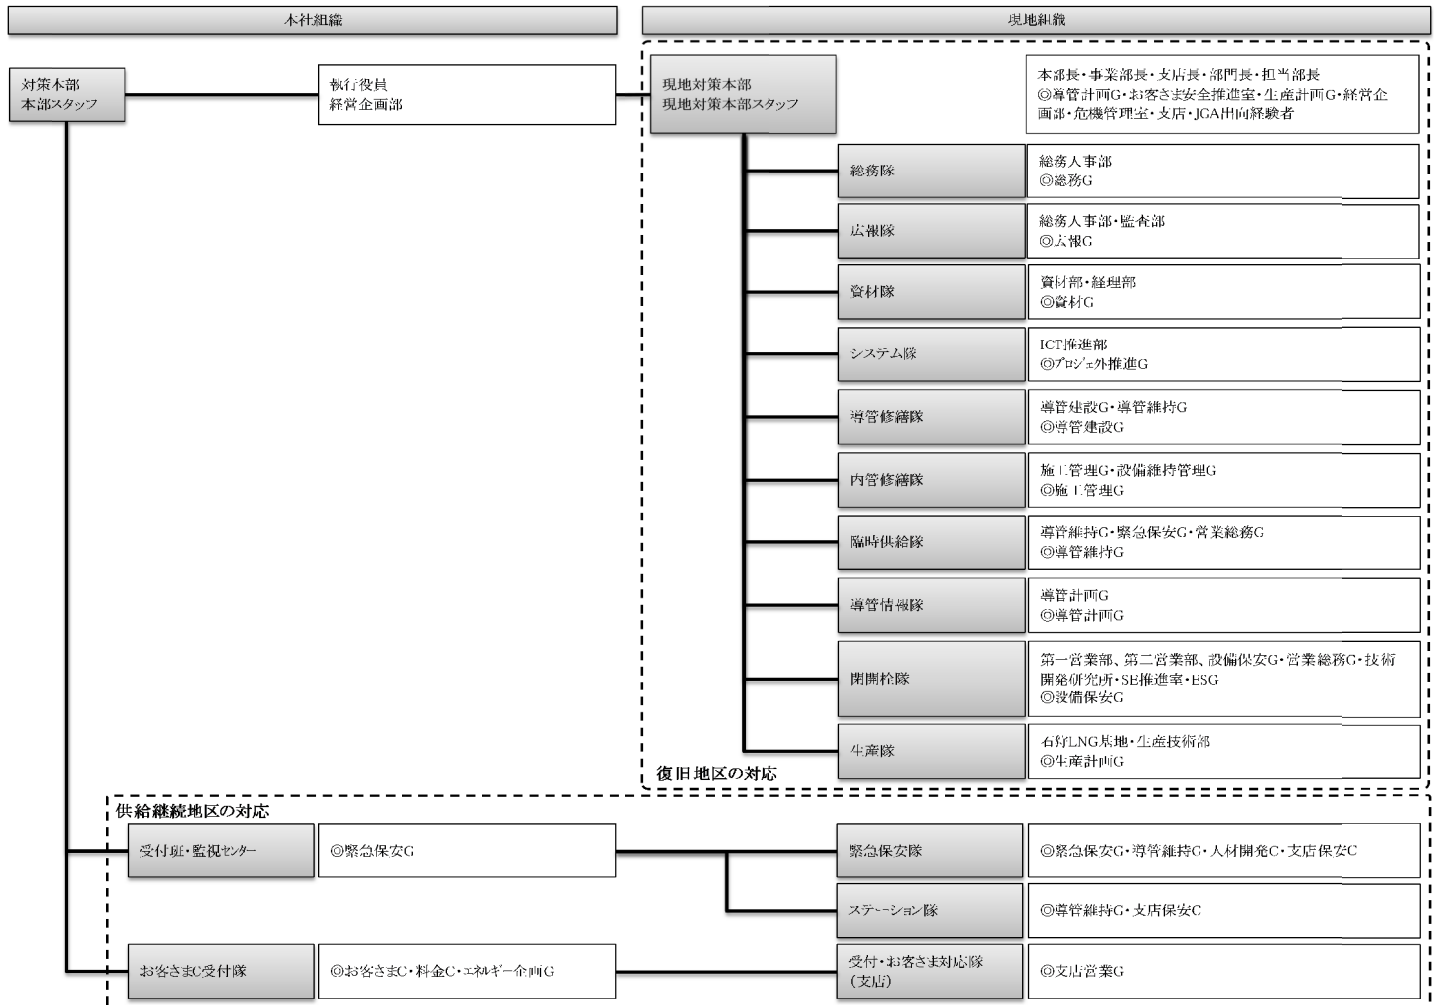 本社組織
現地組織
対策本部
本部スタッフ
執行役員
経営企画部
現地対策本部
現地対策本部スタッフ
本部長・事業部長・支店長・部門長・担当部長
◎導管計画G・お客さま安全推進室・生産計画G・経営企
画部・危機管理室・支店・JGA出向経験者
総務隊
総務人事部
◎総務G
広報隊
総務人事部・監査部
◎広報G
資材隊
資材部・経理部
◎資材G
システム隊
ICT推進部
◎プロジェクト推進G
導管修繕隊
導管建設G・導管維持G
◎導管建設G
内管修繕隊
施工管理G・設備維持管理G
◎施工管理G
臨時供給隊
導管維持G・緊急保安G・営業総務G
◎導管維持G
導管情報隊
導管計画G
◎導管計画G
閉開栓隊
第一営業部、第二営業部、設備保安G・営業総務G・技術
開発研究所・SE推進室・ESG
◎設備保安G
生産隊
石狩LNG基地・生産技術部
◎生産計画G
復旧地区の対応
供給継続地区の対応
受付班・監視センター
◎緊急保安G
緊急保安隊
◎緊急保安G・導管維持G・人材開発C・支店保安C
ステーション隊
◎導管維持G・支店保安C
お客さまC受付隊
◎お客さまC・料金C・エネルギー企画G
受付・お客さま対応隊
（支店）
◎支店営業G